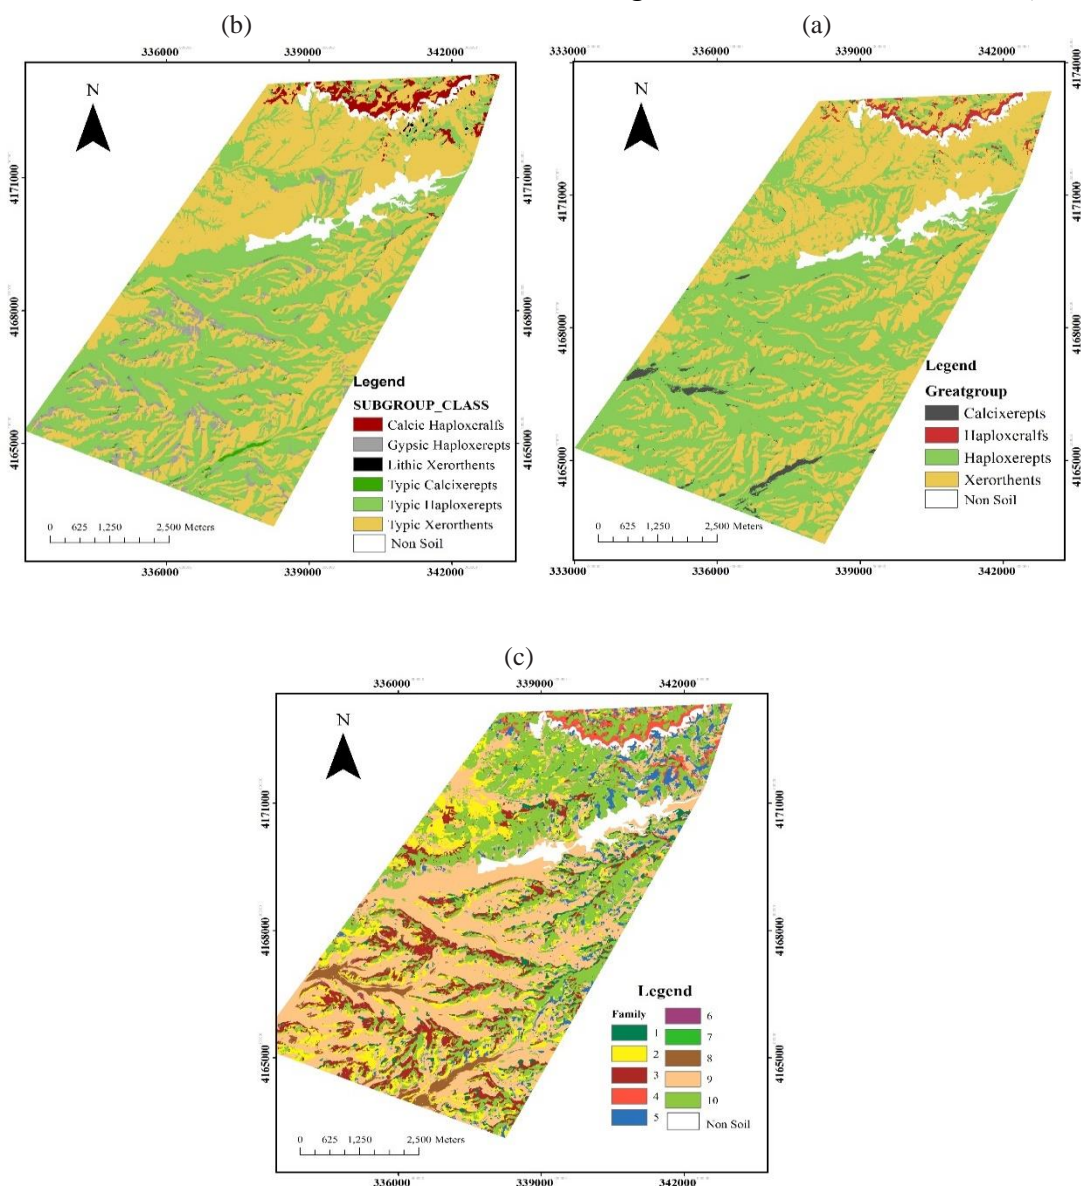 (b)
336000 339000 342000
N
4171000
4168000
4165000
Legend
SUBGROUP_CLASS
Calcic Haploxeralfs
Gypsic Haploxerepts
Lithic Xerorthents
Typic Calcixerepts
Typic Haploxerepts
Typic Xerorthents
Non Soil
0 625 1,250 2,500 Meters
336000 339000 342000
(a)
333000 336000 339000 342000
N
4174000
4171000
4168000
4165000
Legend
Greatgroup
Calcixerepts
Haploxeralfs
Haploxerepts
Xerorthents
Non Soil
0 625 1,250 2,500 Meters
333000 336000 339000 342000
(c)
336000 339000 342000
N
4171000 4171000
4168000 4168000
4165000 4165000
Legend
Family 6
1 7
2 8
3 9
4 10
5 Non Soil
0 625 1,250 2,500 Meters
336000 339000 342000